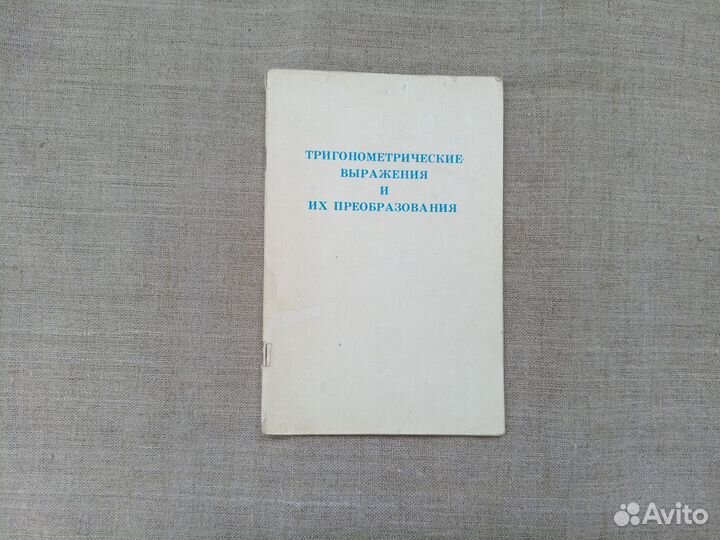 ТРИГОНОМЕТРИЧЕСКИЕ
ВЫРАЖЕНИЯ
И
ИХ ПРЕОБРАЗОВАНИЯ
Avito